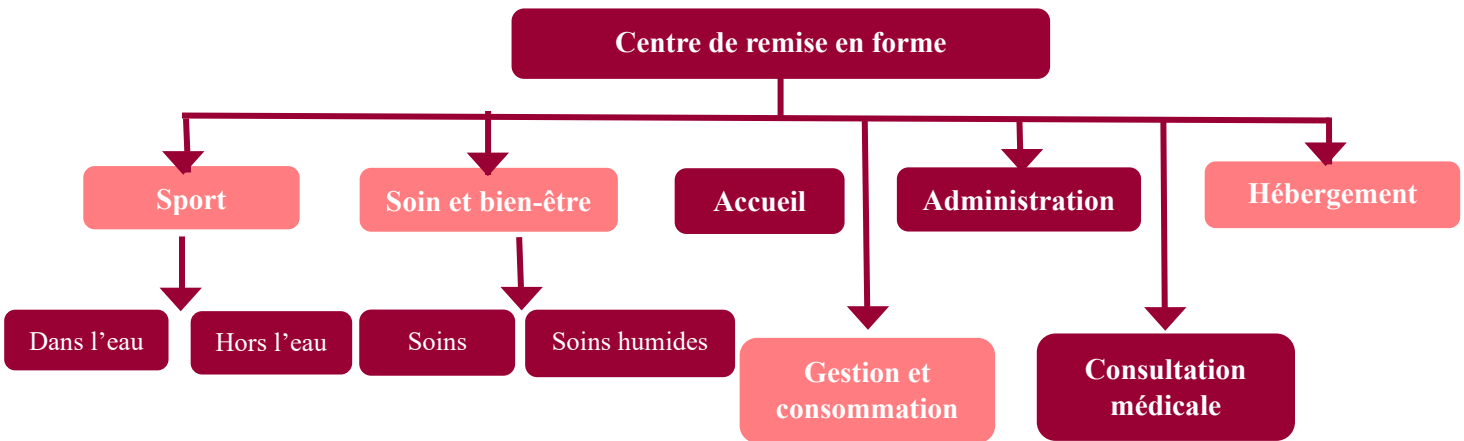 Centre de remise en forme
Sport
Soin et bien-être
Accueil
Administration
Hébergement
Dans l’eau
Hors l’eau
Soins
Soins humides
Gestion et
consommation
Consultation
médicale